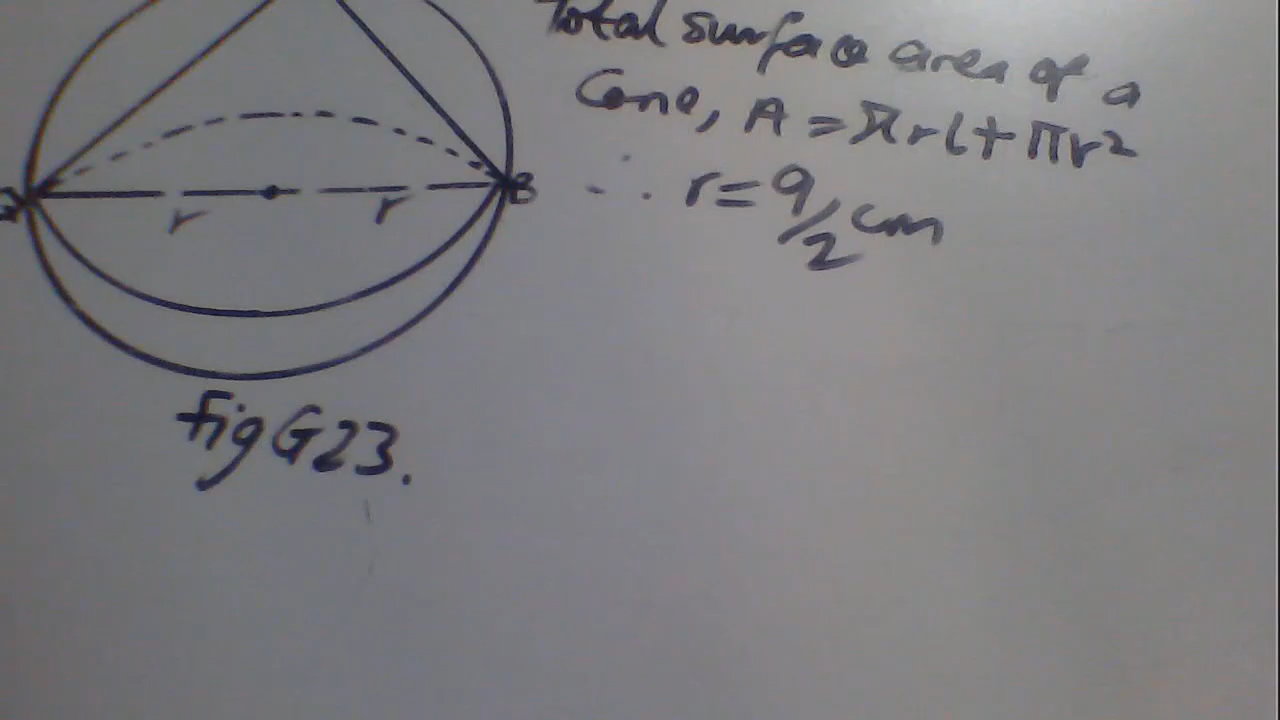 Total surface area of a
Cone, A = πrl + πr²
∴ r = 9/2 cm
r r B
fig G23.